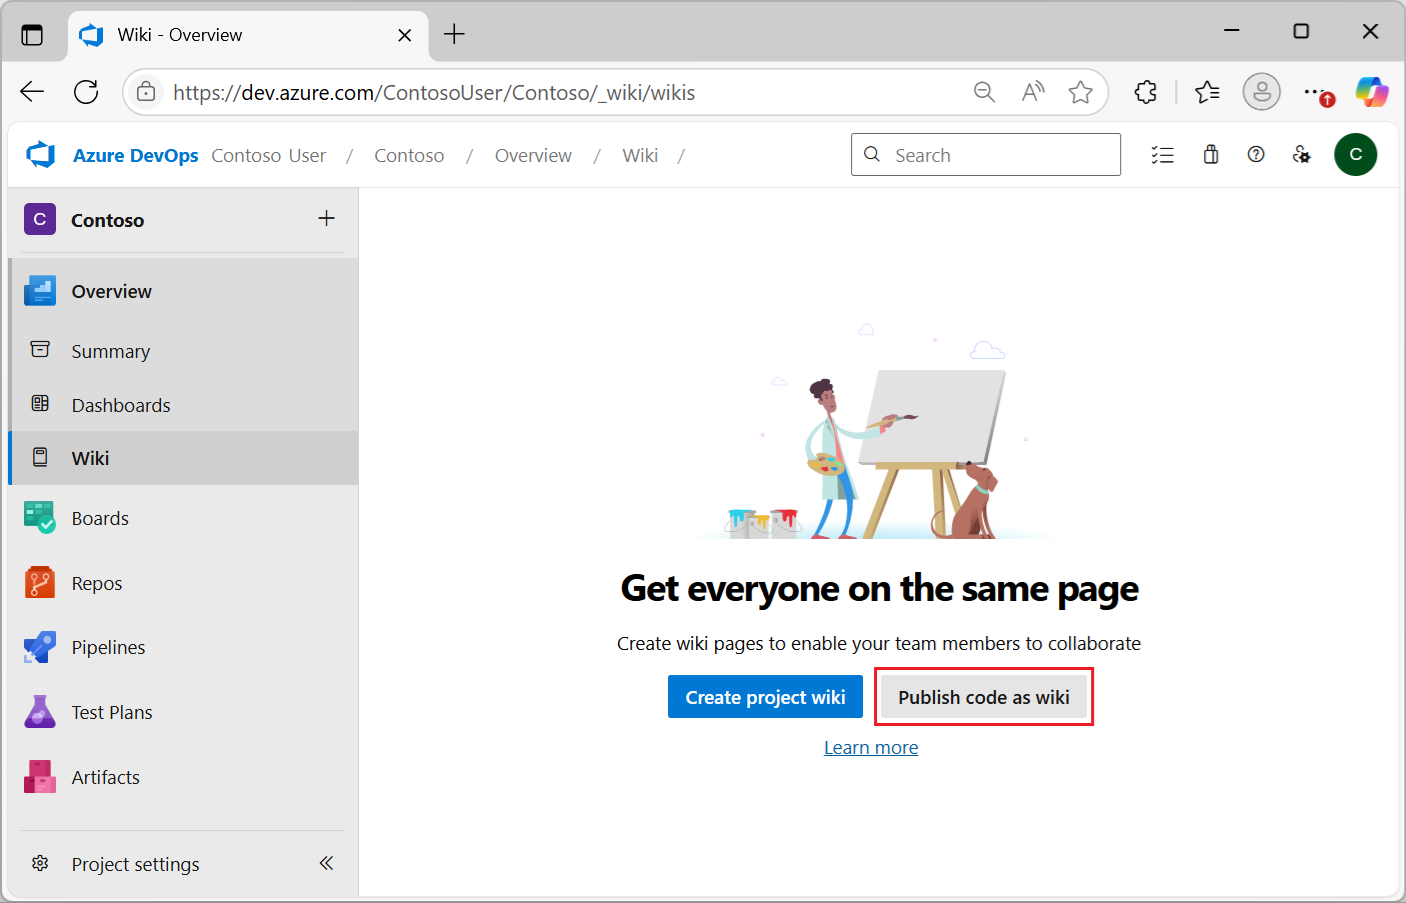 Wiki - Overview
https://dev.azure.com/ContosoUser/Contoso/_wiki/wikis
Azure DevOps Contoso User / Contoso / Overview / Wiki /
Search
C
C
Contoso
Overview
Summary
Dashboards
Wiki
Boards
Repos
Pipelines
Test Plans
Artifacts
Project settings
Get everyone on the same page
Create wiki pages to enable your team members to collaborate
Create project wiki
Publish code as wiki
Learn more